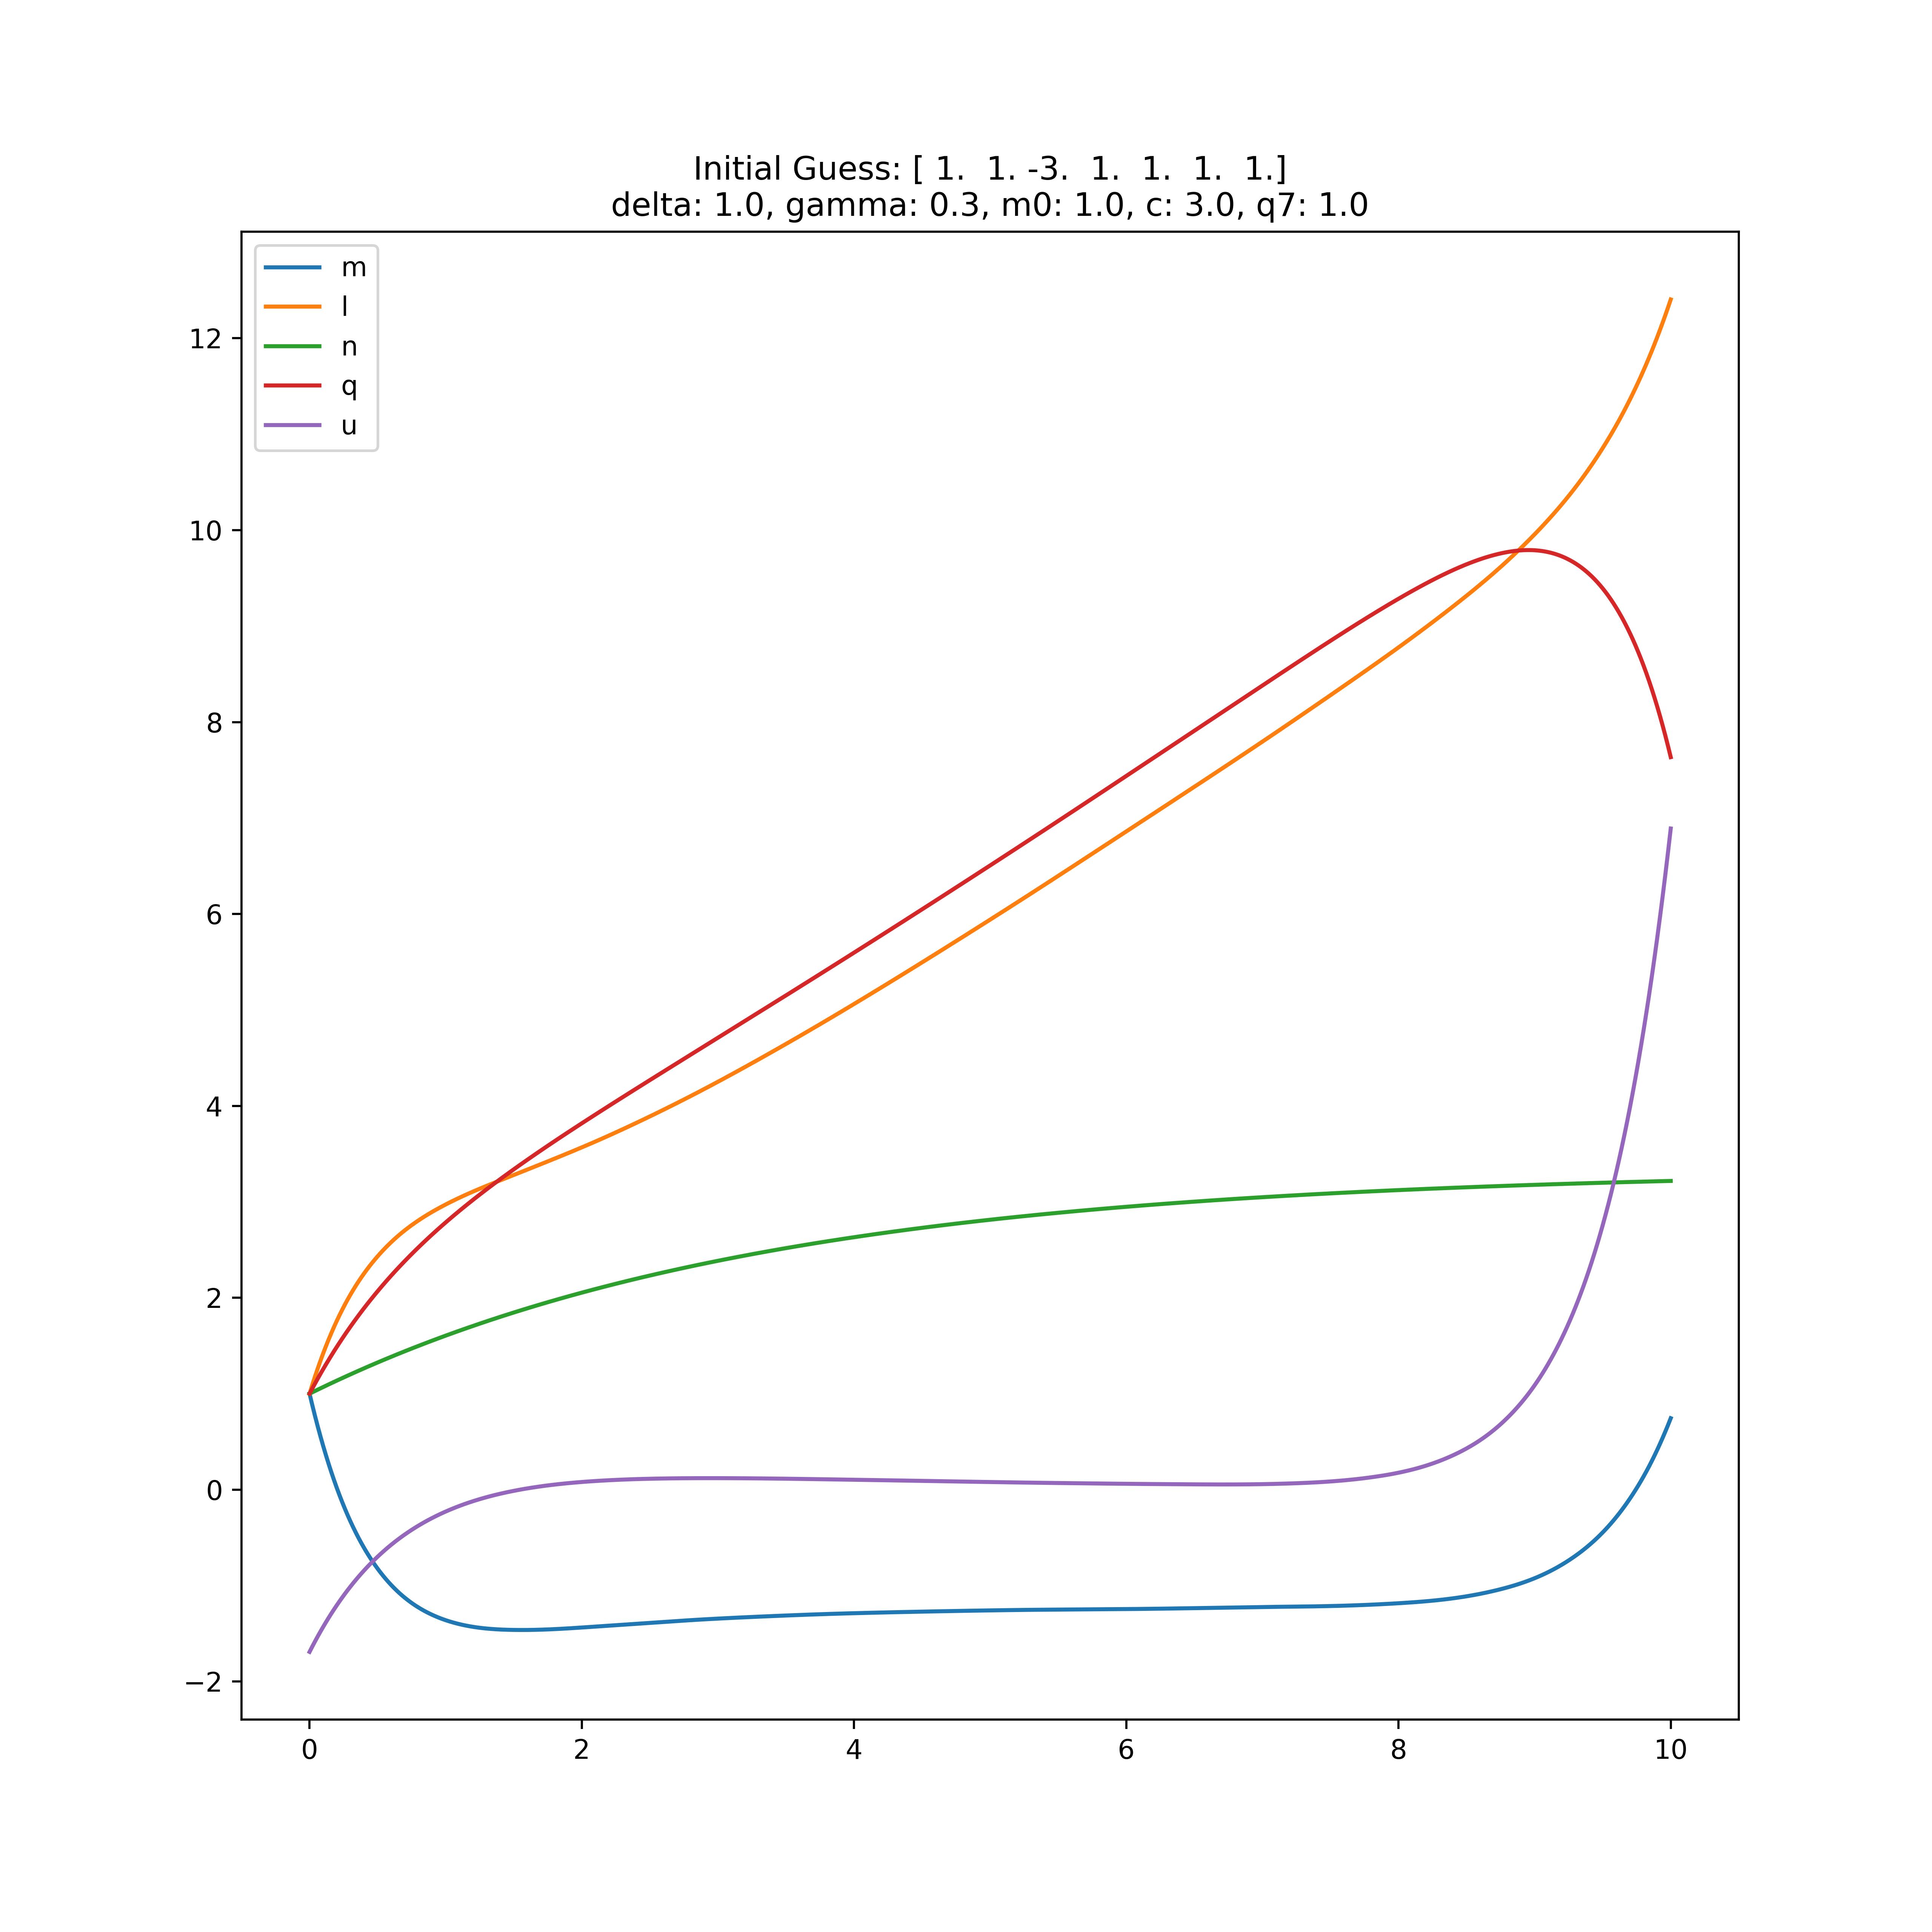 Initial Guess: [ 1.  1. -3.  1.  1.  1.  1.]
delta: 1.0, gamma: 0.3, m0: 1.0, c: 3.0, q7: 1.0
m
l
n
q
u
12
10
8
6
4
2
0
−2
0 2 4 6 8 10